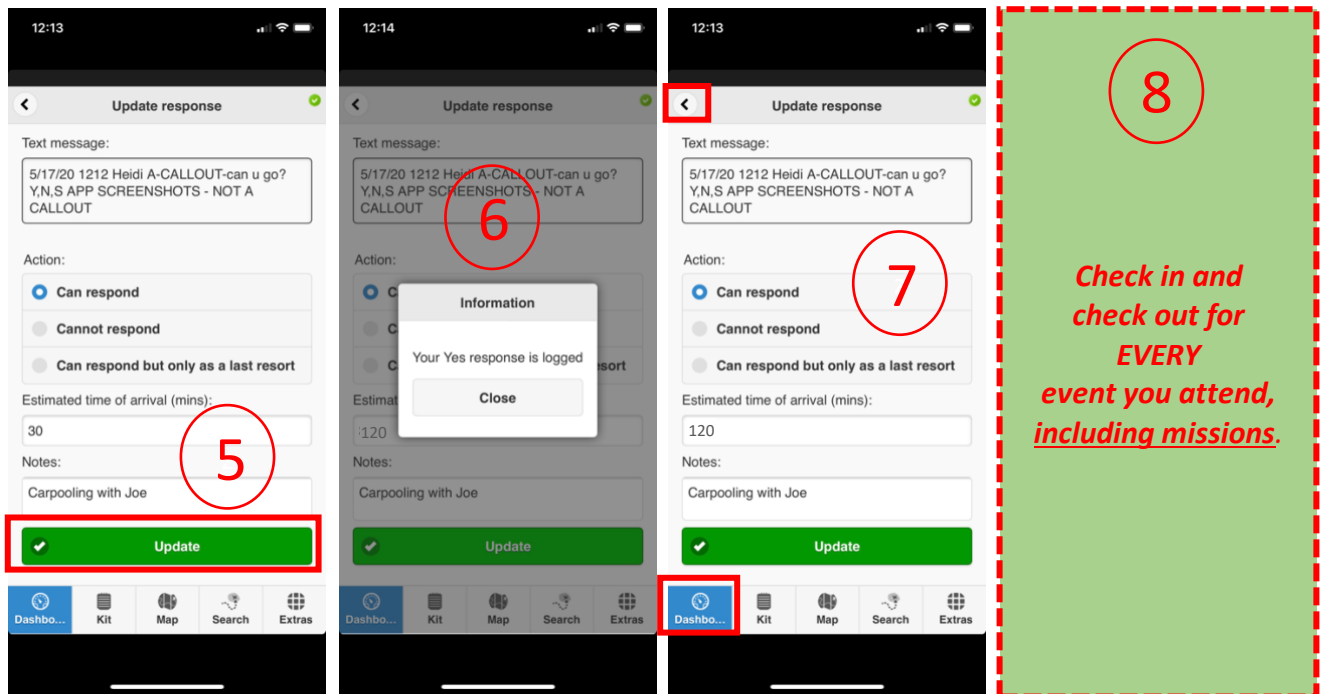 12:13
Update response
Text message:
5/17/20 1212 Heidi A-CALLOUT-can u go?
Y,N,S APP SCREENSHOTS - NOT A
CALLOUT
Action:
Can respond
Cannot respond
Can respond but only as a last resort
Estimated time of arrival (mins):
30
Notes:
5
Carpooling with Joe
Update
Dashbo...
Kit
Map
Search
Extras
12:14
Update response
Text message:
5/17/20 1212 Heidi A-CALLOUT-can u go?
Y,N,S APP SCREENSHOTS - NOT A
CALLOUT
6
Action:
C
Information
C
Your Yes response is logged
C
esort
Close
Estimat
120
Notes:
Carpooling with Joe
Update
Dashbo...
Kit
Map
Search
Extras
12:13
Update response
Text message:
5/17/20 1212 Heidi A-CALLOUT-can u go?
Y,N,S APP SCREENSHOTS - NOT A
CALLOUT
Action:
7
Can respond
Cannot respond
Can respond but only as a last resort
Estimated time of arrival (mins):
120
Notes:
Carpooling with Joe
Update
Dashbo...
Kit
Map
Search
Extras
8
Check in and
check out for
EVERY
event you attend,
including missions.